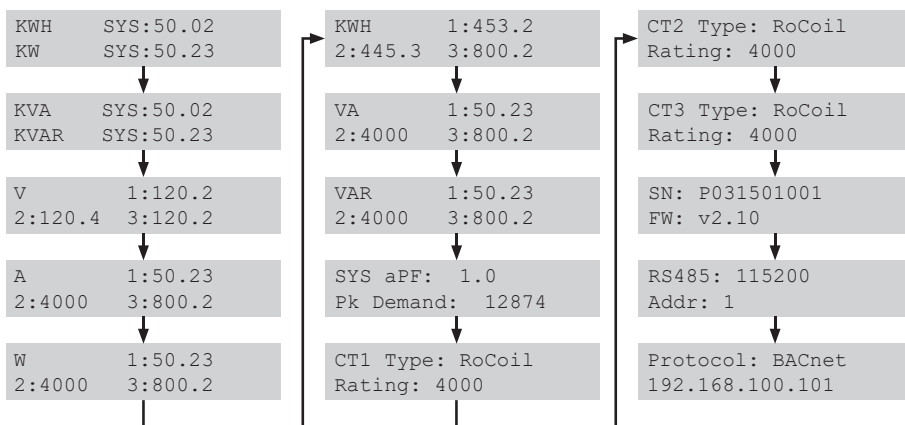 KWH SYS:50.02
KW SYS:50.23
KVA SYS:50.02
KVAR SYS:50.23
V 1:120.2
2:120.4 3:120.2
A 1:50.23
2:4000 3:800.2
W 1:50.23
2:4000 3:800.2
KWH 1:453.2
2:445.3 3:800.2
VA 1:50.23
2:4000 3:800.2
VAR 1:50.23
2:4000 3:800.2
SYS aPF: 1.0
Pk Demand: 12874
CT1 Type: RoCoil
Rating: 4000
CT2 Type: RoCoil
Rating: 4000
CT3 Type: RoCoil
Rating: 4000
SN: P031501001
FW: v2.10
RS485: 115200
Addr: 1
Protocol: BACnet
192.168.100.101